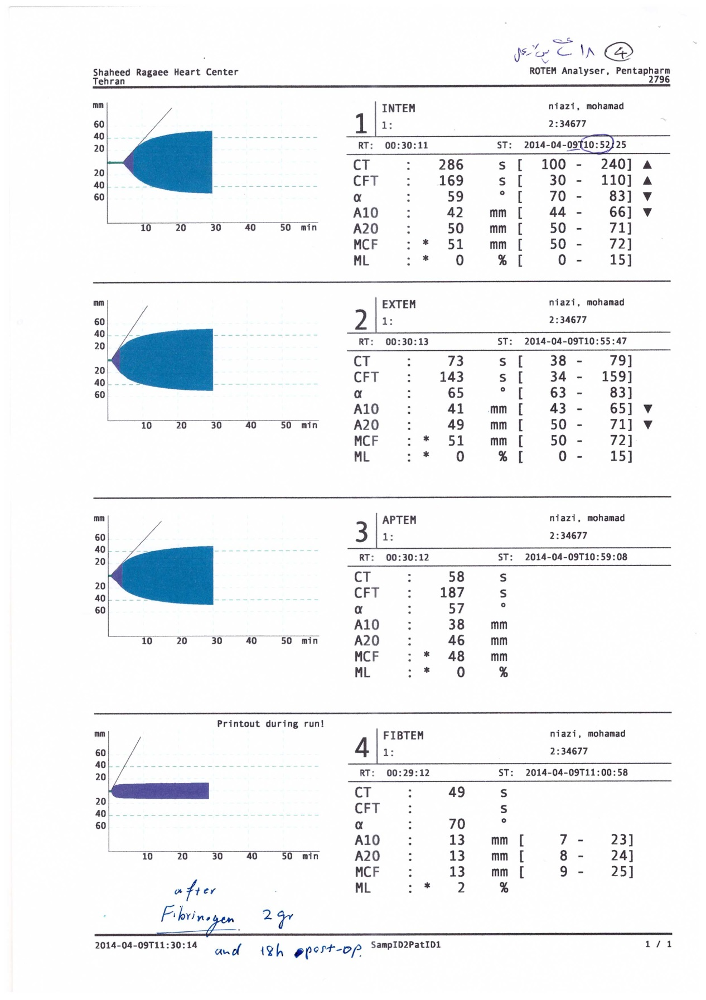 ۱۸ 4
Shaheed Ragaee Heart Center
Tehran
ROTEM Analyser, Pentapharm
2796
mm
60
40
20
20
40
60
10 20 30 40 50 min
1 INTEM niazi, mohamad
1: 2:34677
RT: 00:30:11 ST: 2014-04-09T10:52:25
CT : 286 s [ 100 - 240] ▲
CFT : 169 s [ 30 - 110] ▲
α : 59 ° [ 70 - 83] ▼
A10 : 42 mm [ 44 - 66] ▼
A20 : 50 mm [ 50 - 71]
MCF : * 51 mm [ 50 - 72]
ML : * 0 % [ 0 - 15]
mm
60
40
20
20
40
60
10 20 30 40 50 min
2 EXTEM niazi, mohamad
1: 2:34677
RT: 00:30:13 ST: 2014-04-09T10:55:47
CT : 73 s [ 38 - 79]
CFT : 143 s [ 34 - 159]
α : 65 ° [ 63 - 83]
A10 : 41 mm [ 43 - 65] ▼
A20 : 49 mm [ 50 - 71] ▼
MCF : * 51 mm [ 50 - 72]
ML : * 0 % [ 0 - 15]
mm
60
40
20
20
40
60
10 20 30 40 50 min
3 APTEM niazi, mohamad
1: 2:34677
RT: 00:30:12 ST: 2014-04-09T10:59:08
CT : 58 s
CFT : 187 s
α : 57 °
A10 : 38 mm
A20 : 46 mm
MCF : * 48 mm
ML : * 0 %
Printout during run!
mm
60
40
20
20
40
60
10 20 30 40 50 min
4 FIBTEM niazi, mohamad
1: 2:34677
RT: 00:29:12 ST: 2014-04-09T11:00:58
CT : 49 s
CFT : s
α : 70 °
A10 : 13 mm [ 7 - 23]
A20 : 13 mm [ 8 - 24]
MCF : 13 mm [ 9 - 25]
ML : * 2 %
after
Fibrinogen 2 gr
and 18h post-op.
2014-04-09T11:30:14 SampID2PatID1 1 / 1